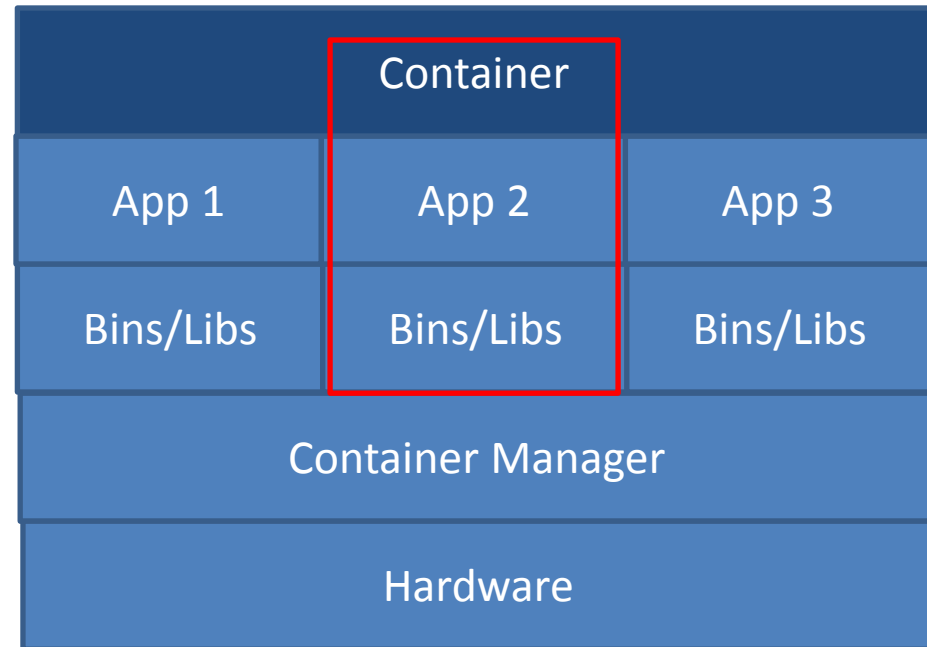 Container
App 1
App 2
App 3
Bins/Libs
Bins/Libs
Bins/Libs
Container Manager
Hardware